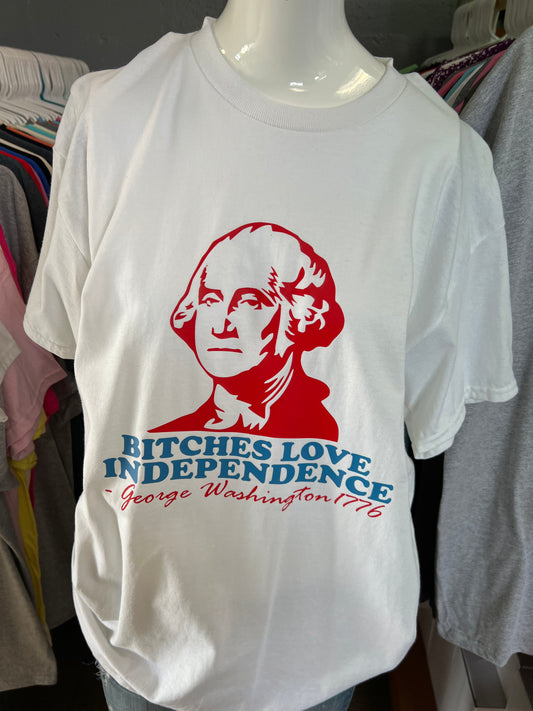 BITCHES LOVE
INDEPENDENCE
- George Washington 1776